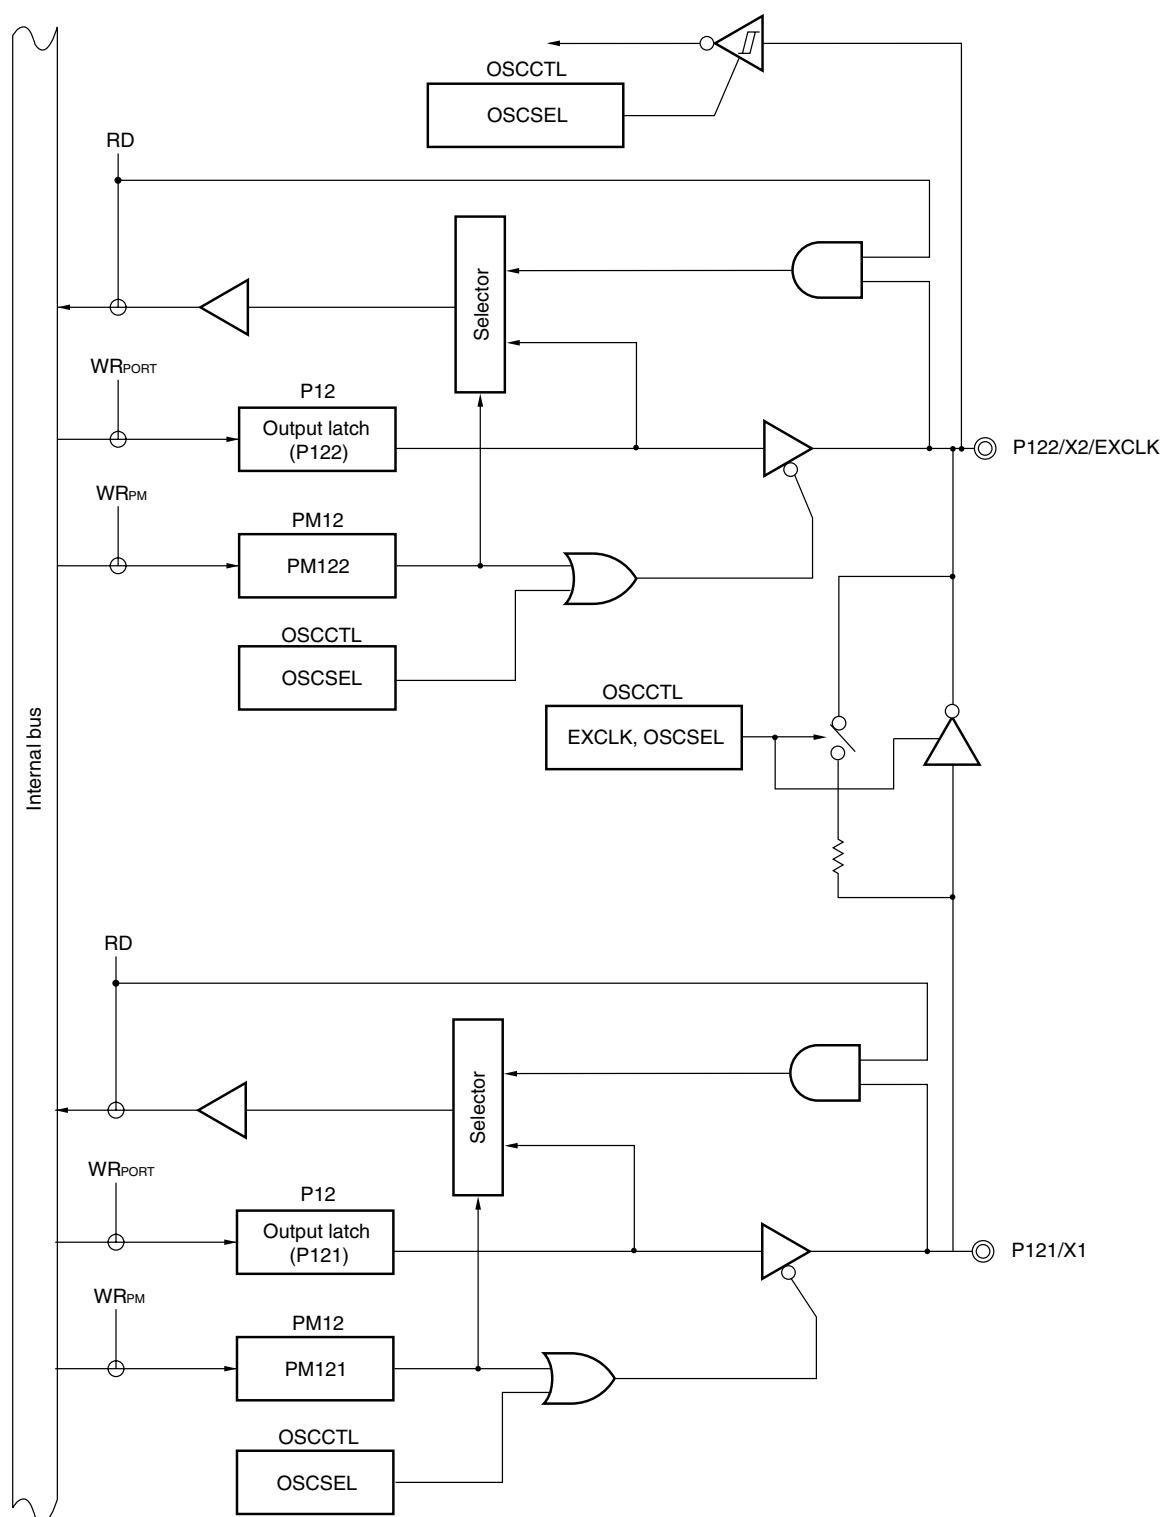 OSCCTL
OSCSEL
RD
Selector
WRPORT
P12
Output latch
(P122)
P122/X2/EXCLK
WRPM
PM12
PM122
OSCCTL
OSCSEL
OSCCTL
EXCLK, OSCSEL
Internal bus
RD
Selector
WRPORT
P12
Output latch
(P121)
P121/X1
WRPM
PM12
PM121
OSCCTL
OSCSEL